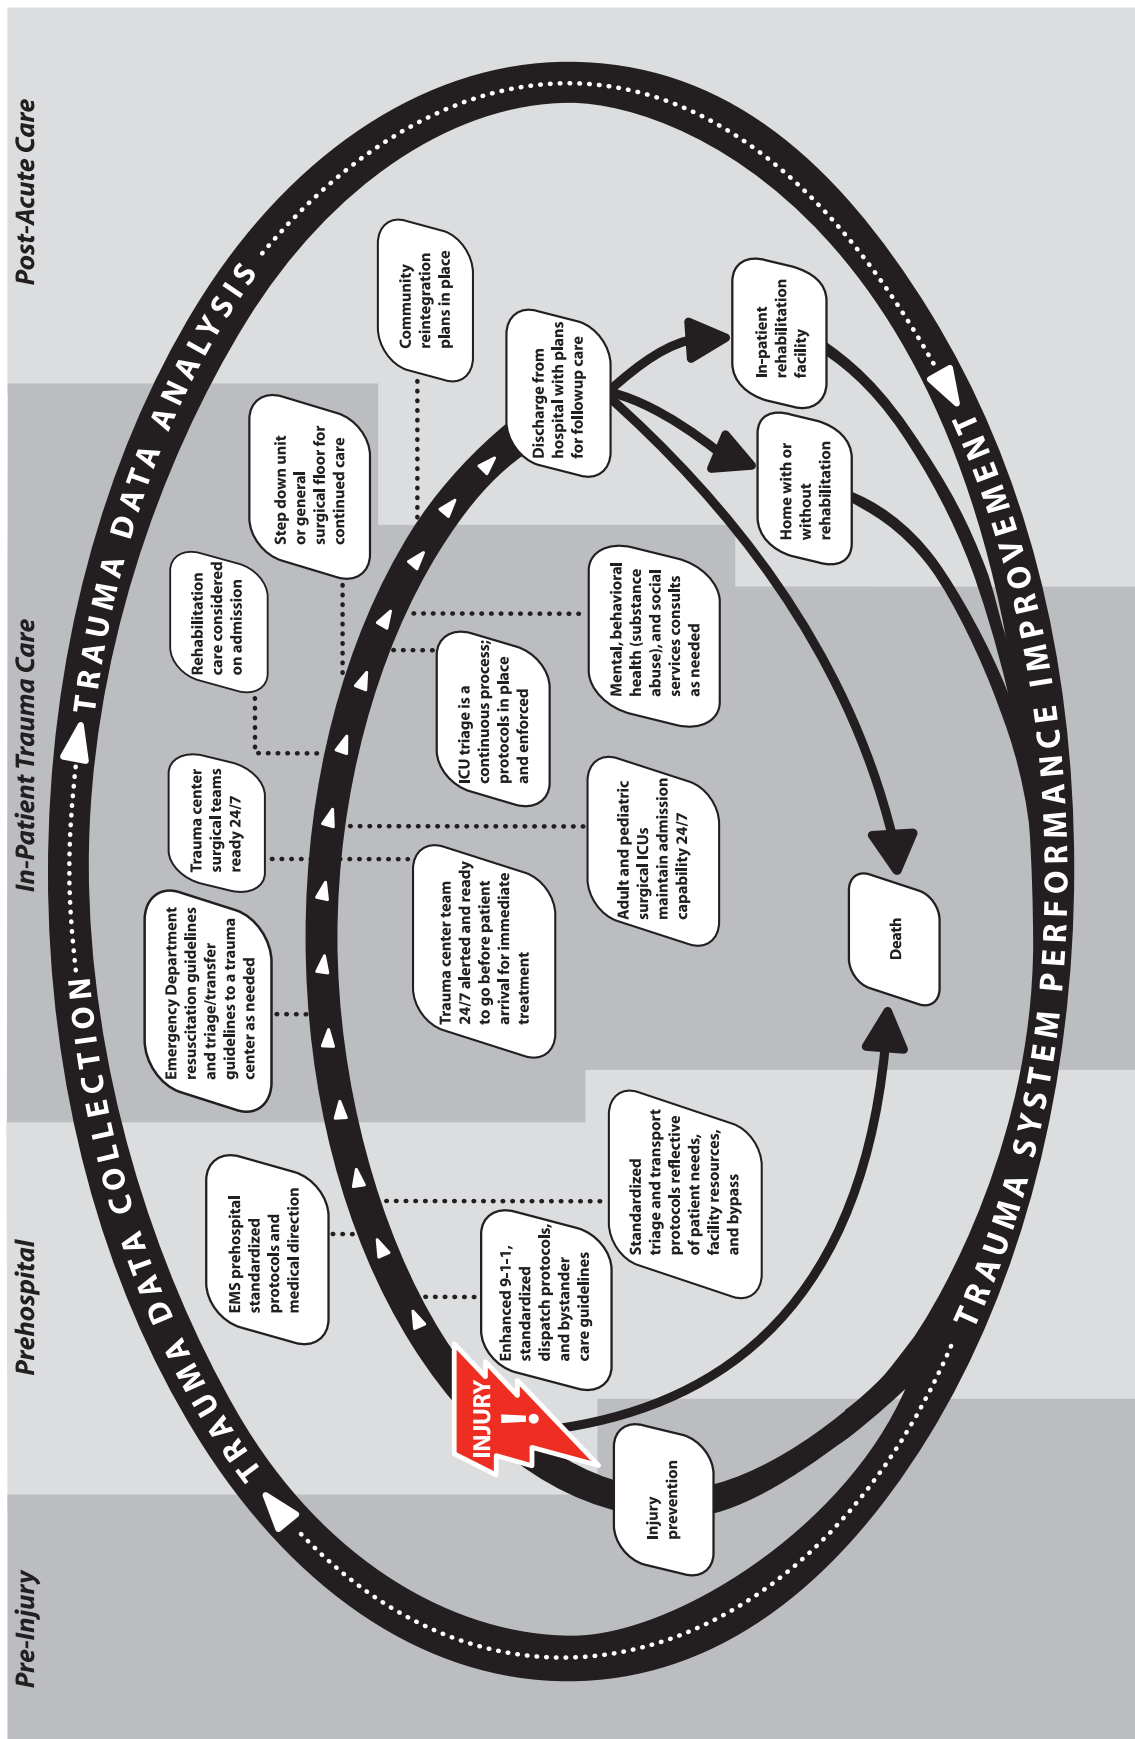 Pre-Injury
Prehospital
In-Patient Trauma Care
Post-Acute Care
TRAUMA DATA COLLECTION
TRAUMA DATA ANALYSIS
TRAUMA SYSTEM PERFORMANCE IMPROVEMENT
Injury
prevention
INJURY
!
Enhanced 9-1-1,
standardized
dispatch protocols,
and bystander
care guidelines
EMS prehospital
standardized
protocols and
medical direction
Standardized
triage and transport
protocols reflective
of patient needs,
facility resources,
and bypass
Emergency Department
resuscitation guidelines
and triage/transfer
guidelines to a trauma
center as needed
Trauma center team
24/7 alerted and ready
to go before patient
arrival for immediate
treatment
Trauma center
surgical teams
ready 24/7
Adult and pediatric
surgical ICUs
maintain admission
capability 24/7
Rehabilitation
care considered
on admission
ICU triage is a
continuous process;
protocols in place
and enforced
Mental, behavioral
health (substance
abuse), and social
services consults
as needed
Step down unit
or general
surgical floor for
continued care
Community
reintegration
plans in place
Discharge from
hospital with plans
for followup care
Home with or
without
rehabilitation
In-patient
rehabilitation
facility
Death